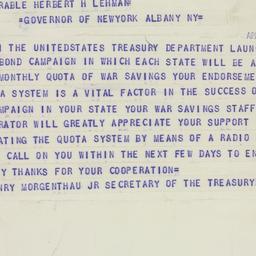 RABLE HERBERT H LEHMAN=
=GOVERNOR OF NEWYORK ALBANY NY=
THE UNITEDSTATES TREASURY DEPARTMENT LAUN
BOND CAMPAIGN IN WHICH EACH STATE WILL BE A
MONTHLY QUOTA OF WAR SAVINGS YOUR ENDORSEME
A SYSTEM IS A VITAL FACTOR IN THE SUCCESS O
MPAIGN IN YOUR STATE YOUR WAR SAVINGS STAFF
RATOR WILL GREATLY APPRECIATE YOUR SUPPORT
ATING THE QUOTA SYSTEM BY MEANS OF A RADIO
CALL ON YOU WITHIN THE NEXT FEW DAYS TO EN
Y THANKS FOR YOUR COOPERATION=
NRY MORGENTHAU JR SECRETARY OF THE TREASURY